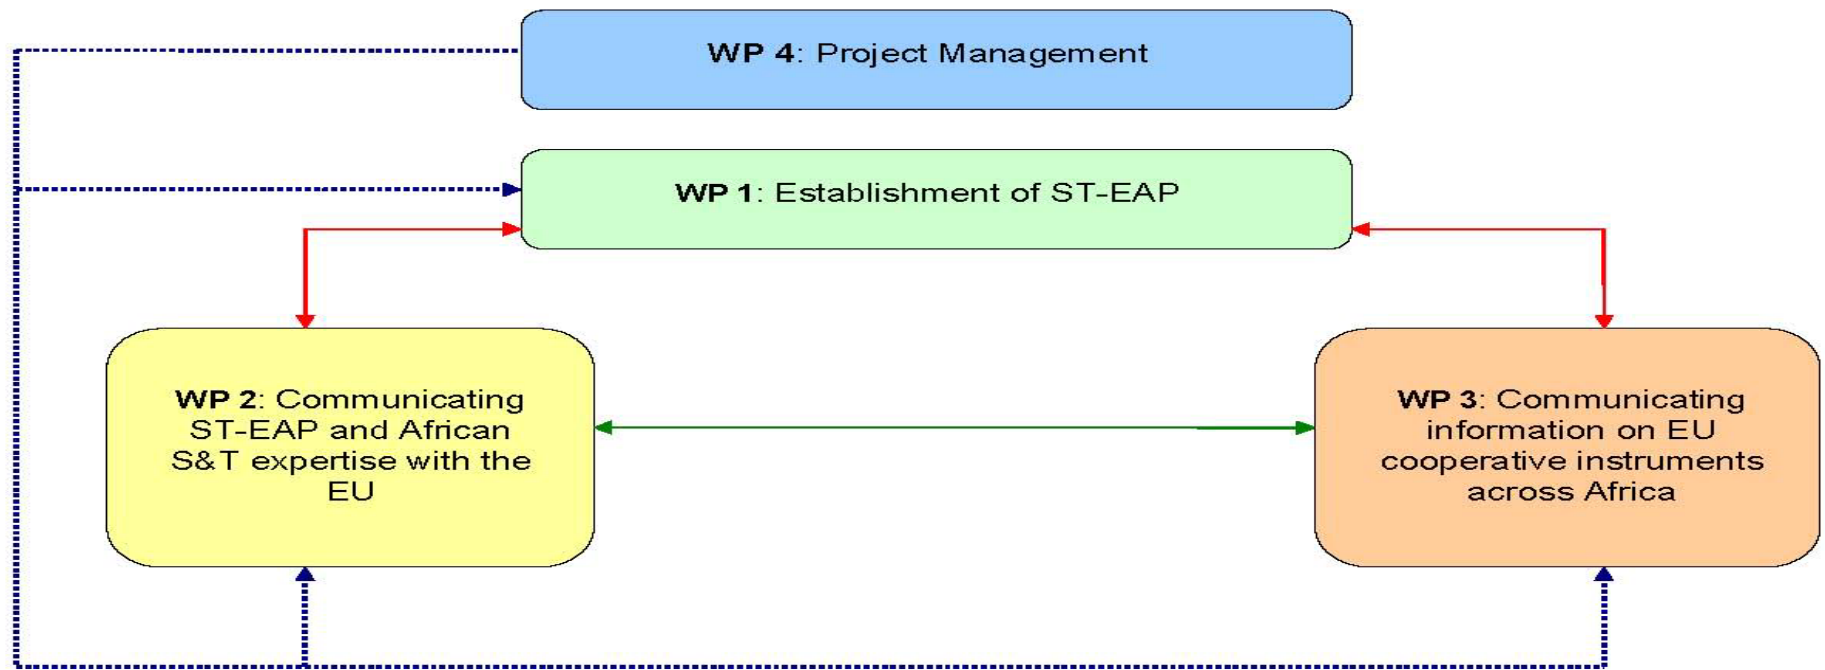 WP 4: Project Management
WP 1: Establishment of ST-EAP
WP 2: Communicating
ST-EAP and African
S&T expertise with the
EU
WP 3: Communicating
information on EU
cooperative instruments
across Africa